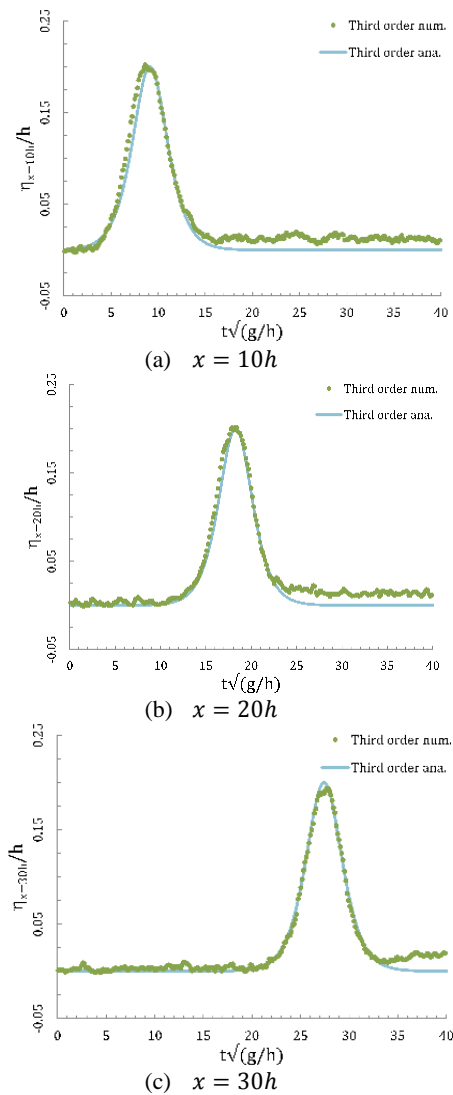 0.25
Third order num.
Third order ana.
0.15
η_{x=10h}/h
0.05
-0.05
0 5 10 15 20 25 30 35 40
t√(g/h)
(a) x = 10h
0.25
Third order num.
Third order ana.
0.15
η_{x=20h}/h
0.05
-0.05
0 5 10 15 20 25 30 35 40
t√(g/h)
(b) x = 20h
0.25
Third order num.
Third order ana.
0.15
η_{x=30h}/h
0.05
-0.05
0 5 10 15 20 25 30 35 40
t√(g/h)
(c) x = 30h